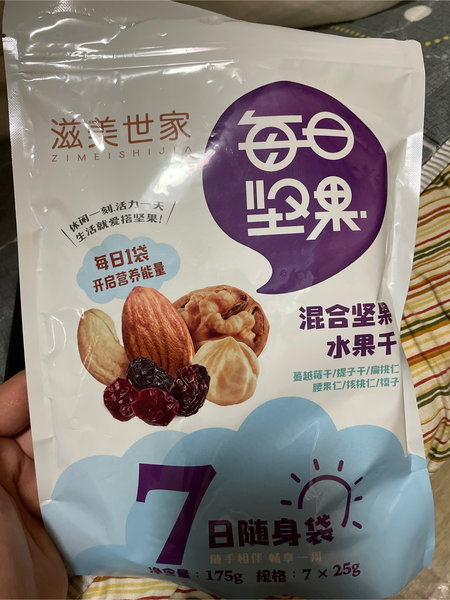 滋美世家
ZIMEISHIJIA
每日
坚果
休闲一刻,活力一天
生活就爱搭坚果!
每日1袋
开启营养能量
混合坚果
水果干
蔓越莓干/提子干/扁桃仁
腰果仁/核桃仁/榛子
7
日随身袋
随手相伴 畅享一周
净含量:175g 规格:7×25g